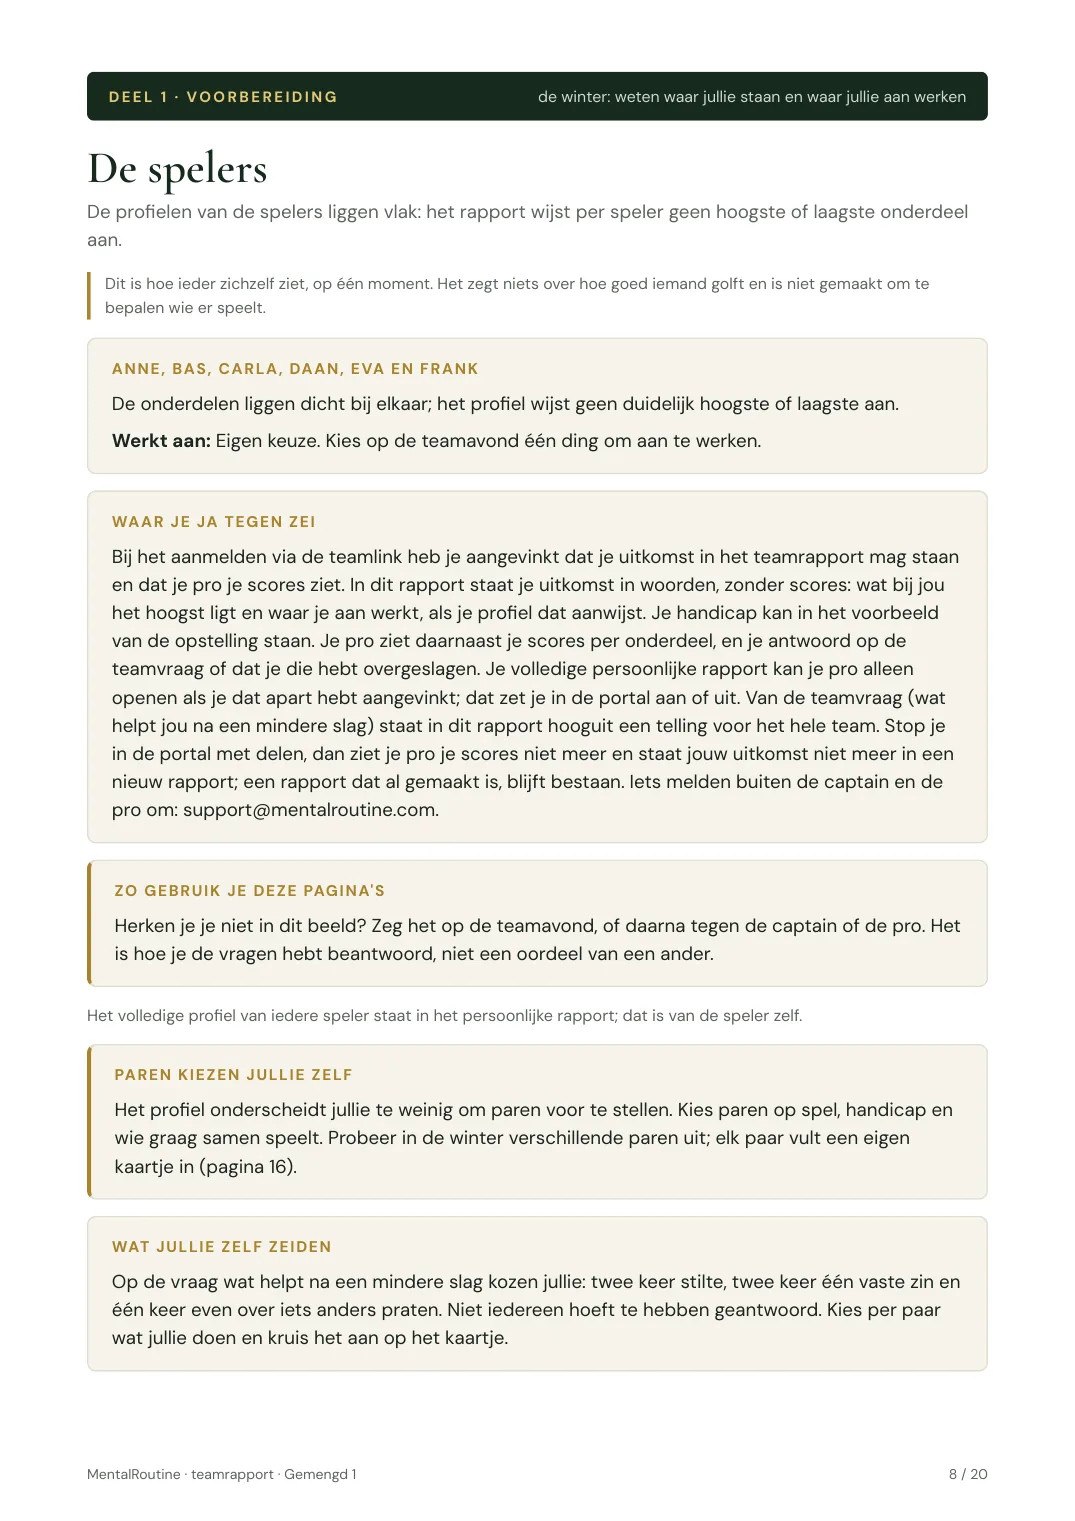 DEEL 1 · VOORBEREIDING
de winter: weten waar jullie staan en waar jullie aan werken
De spelers
De profielen van de spelers liggen vlak: het rapport wijst per speler geen hoogste of laagste onderdeel
aan.
Dit is hoe ieder zichzelf ziet, op één moment. Het zegt niets over hoe goed iemand golft en is niet gemaakt om te
bepalen wie er speelt.
ANNE, BAS, CARLA, DAAN, EVA EN FRANK
De onderdelen liggen dicht bij elkaar; het profiel wijst geen duidelijk hoogste of laagste aan.
Werkt aan: Eigen keuze. Kies op de teamavond één ding om aan te werken.
WAAR JE JA TEGEN ZEI
Bij het aanmelden via de teamlink heb je aangevinkt dat je uitkomst in het teamrapport mag staan
en dat je pro je scores ziet. In dit rapport staat je uitkomst in woorden, zonder scores: wat bij jou
het hoogst ligt en waar je aan werkt, als je profiel dat aanwijst. Je handicap kan in het voorbeeld
van de opstelling staan. Je pro ziet daarnaast je scores per onderdeel, en je antwoord op de
teamvraag of dat je die hebt overgeslagen. Je volledige persoonlijke rapport kan je pro alleen
openen als je dat apart hebt aangevinkt; dat zet je in de portal aan of uit. Van de teamvraag (wat
helpt jou na een mindere slag) staat in dit rapport hooguit een telling voor het hele team. Stop je
in de portal met delen, dan ziet je pro je scores niet meer en staat jouw uitkomst niet meer in een
nieuw rapport; een rapport dat al gemaakt is, blijft bestaan. Iets melden buiten de captain en de
pro om: support@mentalroutine.com.
ZO GEBRUIK JE DEZE PAGINA'S
Herken je je niet in dit beeld? Zeg het op de teamavond, of daarna tegen de captain of de pro. Het
is hoe je de vragen hebt beantwoord, niet een oordeel van een ander.
Het volledige profiel van iedere speler staat in het persoonlijke rapport; dat is van de speler zelf.
PAREN KIEZEN JULLIE ZELF
Het profiel onderscheidt jullie te weinig om paren voor te stellen. Kies paren op spel, handicap en
wie graag samen speelt. Probeer in de winter verschillende paren uit; elk paar vult een eigen
kaartje in (pagina 16).
WAT JULLIE ZELF ZEIDEN
Op de vraag wat helpt na een mindere slag kozen jullie: twee keer stilte, twee keer één vaste zin en
één keer even over iets anders praten. Niet iedereen hoeft te hebben geantwoord. Kies per paar
wat jullie doen en kruis het aan op het kaartje.
MentalRoutine · teamrapport · Gemengd 1
8 / 20